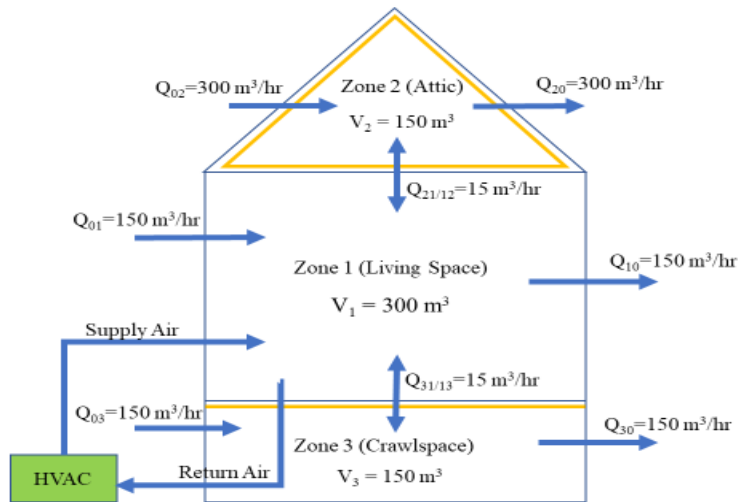 Zone 2 (Attic)
Q₀₂=300 m³/hr
Q₂₀=300 m³/hr
V₂ = 150 m³
Q₂₁/₁₂=15 m³/hr
Q₀₁=150 m³/hr
Zone 1 (Living Space)
Q₁₀=150 m³/hr
V₁ = 300 m³
Supply Air
Q₃₁/₁₃=15 m³/hr
Q₀₃=150 m³/hr
Q₃₀=150 m³/hr
Zone 3 (Crawlspace)
HVAC
Return Air
V₃ = 150 m³